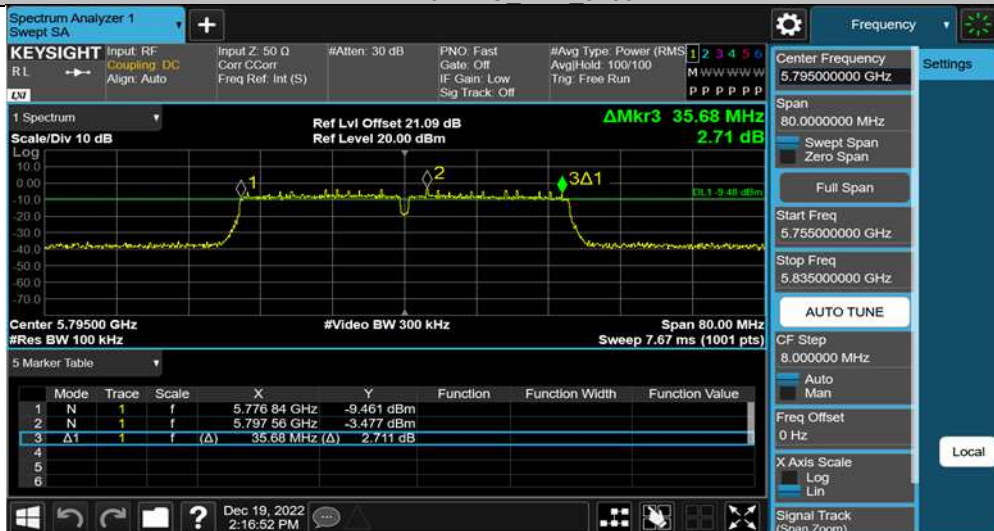 Spectrum Analyzer 1
Swept SA
+
Frequency
KEYSIGHT
RL
LXI
Input: RF
Coupling: DC
Align: Auto
Input Z: 50 Ω
Corr CCorr
Freq Ref: Int (S)
#Atten: 30 dB
PNO: Fast
Gate: Off
IF Gain: Low
Sig Track: Off
#Avg Type: Power (RMS
Avg|Hold: 100/100
Trig: Free Run
1 2 3 4 5 6
M W W W W W
P P P P P P
1 Spectrum
Scale/Div 10 dB
Log
Ref Lvl Offset 21.09 dB
Ref Level 20.00 dBm
ΔMkr3 35.68 MHz
2.71 dB
10.0
0.00
-10.0
-20.0
-30.0
-40.0
-50.0
-60.0
-70.0
1
2
3Δ1
DL1 -9.48 dBm
Center 5.79500 GHz
#Res BW 100 kHz
#Video BW 300 kHz
Span 80.00 MHz
Sweep 7.67 ms (1001 pts)
5 Marker Table
Mode Trace Scale X Y Function Function Width Function Value
1 N 1 f 5.776 84 GHz -9.461 dBm
2 N 1 f 5.797 56 GHz -3.477 dBm
3 Δ1 1 f (Δ) 35.68 MHz (Δ) 2.711 dB
4
5
6
?
Dec 19, 2022
2:16:52 PM
Center Frequency
5.795000000 GHz
Span
80.0000000 MHz
Swept Span
Zero Span
Full Span
Start Freq
5.755000000 GHz
Stop Freq
5.835000000 GHz
AUTO TUNE
CF Step
8.000000 MHz
Auto
Man
Freq Offset
0 Hz
X Axis Scale
Log
Lin
Signal Track
(Span Zoom)
Settings
Local